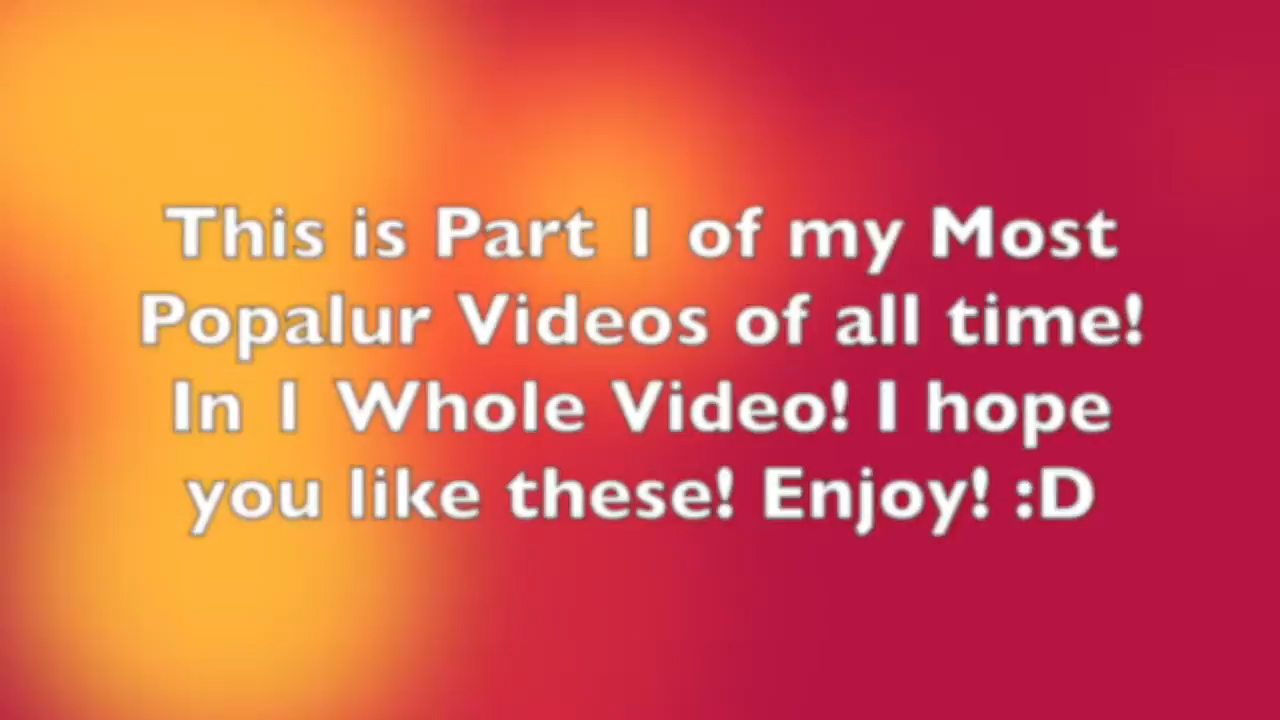 This is Part 1 of my Most
Popalur Videos of all time!
In 1 Whole Video! I hope
you like these! Enjoy! :D